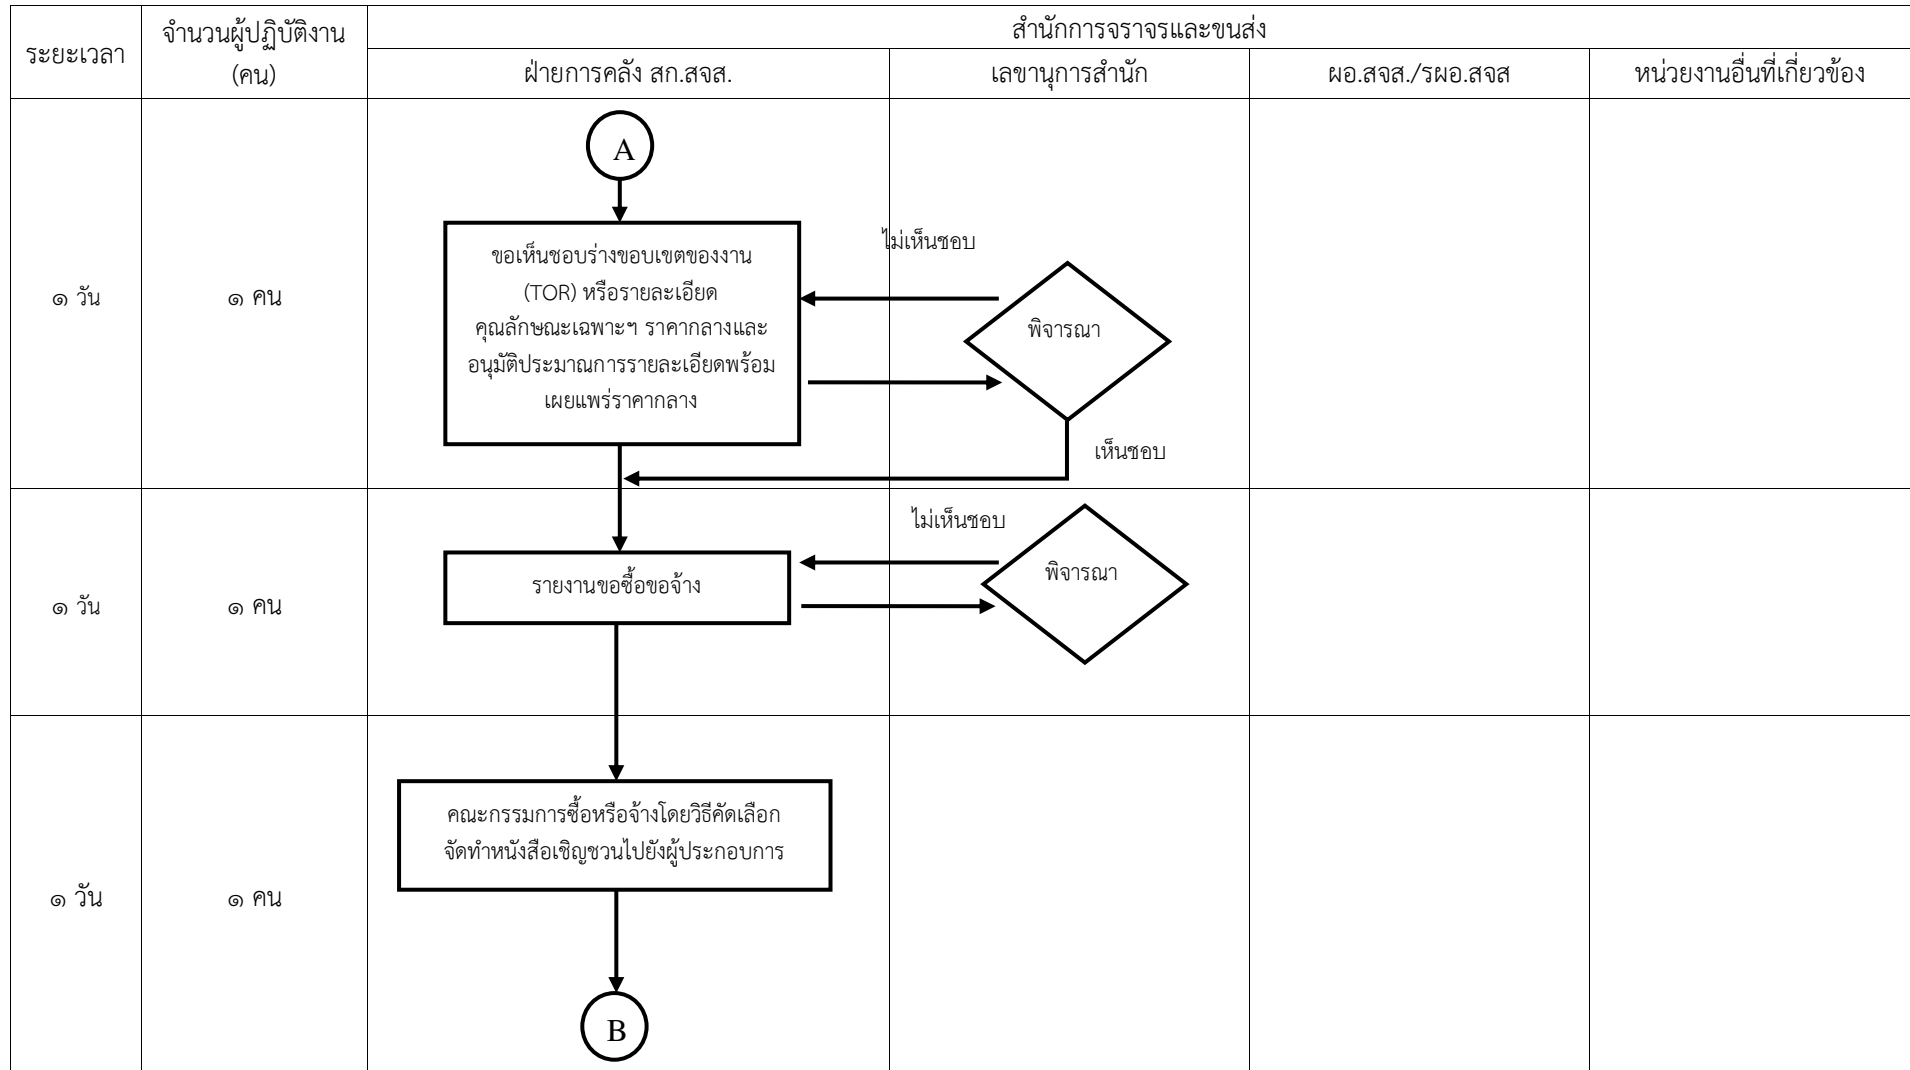 ระยะเวลา
จำนวนผู้ปฏิบัติงาน
(คน)
สำนักการจราจรและขนส่ง
ฝ่ายการคลัง สก.สจส.
เลขานุการสำนัก
ผอ.สจส./รผอ.สจส
หน่วยงานอื่นที่เกี่ยวข้อง
A
๑ วัน
๑ คน
ขอเห็นชอบร่างขอบเขตของงาน
(TOR) หรือรายละเอียด
คุณลักษณะเฉพาะฯ ราคากลางและ
อนุมัติประมาณการรายละเอียดพร้อม
เผยแพร่ราคากลาง
ไม่เห็นชอบ
พิจารณา
เห็นชอบ
๑ วัน
๑ คน
รายงานขอซื้อขอจ้าง
ไม่เห็นชอบ
พิจารณา
๑ วัน
๑ คน
คณะกรรมการซื้อหรือจ้างโดยวิธีคัดเลือก
จัดทำหนังสือเชิญชวนไปยังผู้ประกอบการ
B